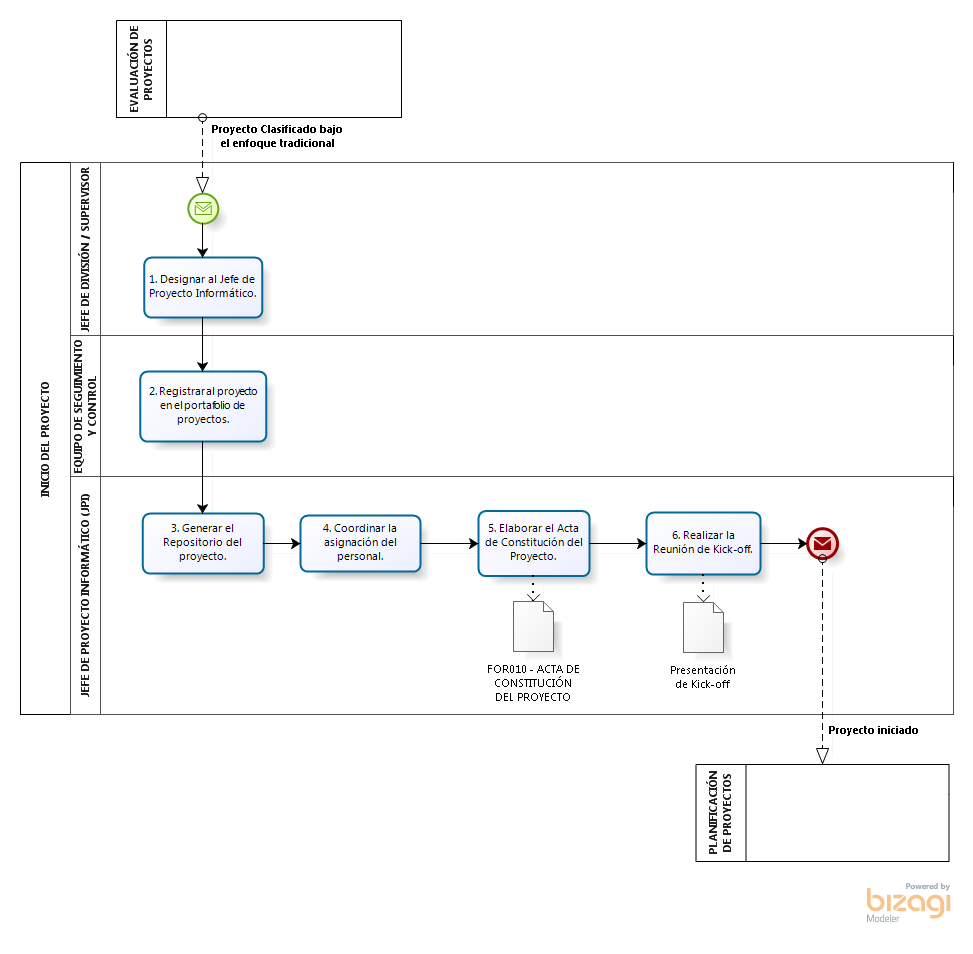 EVALUACIÓN DE
PROYECTOS
Proyecto Clasificado bajo
el enfoque tradicional
INICIO DEL PROYECTO
JEFE DE DIVISIÓN / SUPERVISOR
1. Designar al Jefe de
Proyecto Informático.
EQUIPO DE SEGUIMIENTO
Y CONTROL
2. Registrar al proyecto
en el portafolio de
proyectos.
JEFE DE PROYECTO INFORMÁTICO (JPI)
3. Generar el
Repositorio del
proyecto.
4. Coordinar la
asignación del
personal.
5. Elaborar el Acta
de Constitución del
Proyecto.
6. Realizar la
Reunión de Kick-off.
FOR010 - ACTA DE
CONSTITUCIÓN
DEL PROYECTO
Presentación
de Kick-off
Proyecto iniciado
PLANIFICACIÓN
DE PROYECTOS
Powered by
bizagi
Modeler